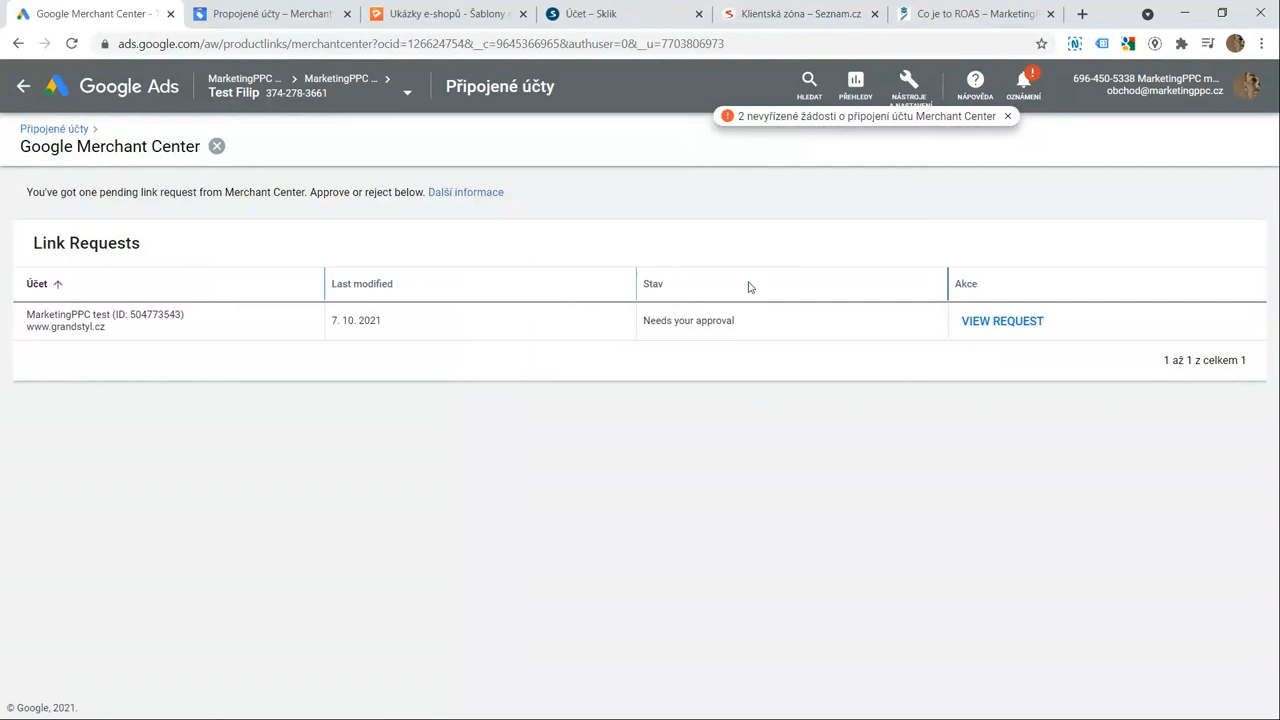 Google Merchant Center - T
Propojené účty – Merchant
Ukázky e-shopů - Šablony
Účet – Sklik
Klientská zóna – Seznam.cz
Co je to ROAS – Marketing
ads.google.com/aw/productlinks/merchantcenter?ocid=126624754&__c=9625366965&authuser=0&__u=7703806973
Google Ads
MarketingPPC ... > MarketingPPC ... >
Test Filip 374-278-3661
Připojené účty
HLEDAT
PŘEHLEDY
NÁSTROJE
A NASTAVENÍ
NÁPOVĚDA
OZNÁMENÍ
696-450-5338 MarketingPPC m...
obchod@marketingppc.cz
2 nevyřízené žádosti o připojení účtu Merchant Center
Připojené účty >
Google Merchant Center
You've got one pending link request from Merchant Center. Approve or reject below. Další informace
Link Requests
Účet
Last modified
Stav
Akce
MarketingPPC test (ID: 504773543)
www.grandstyl.cz
7. 10. 2021
Needs your approval
VIEW REQUEST
1 až 1 z celkem 1
© Google, 2021.